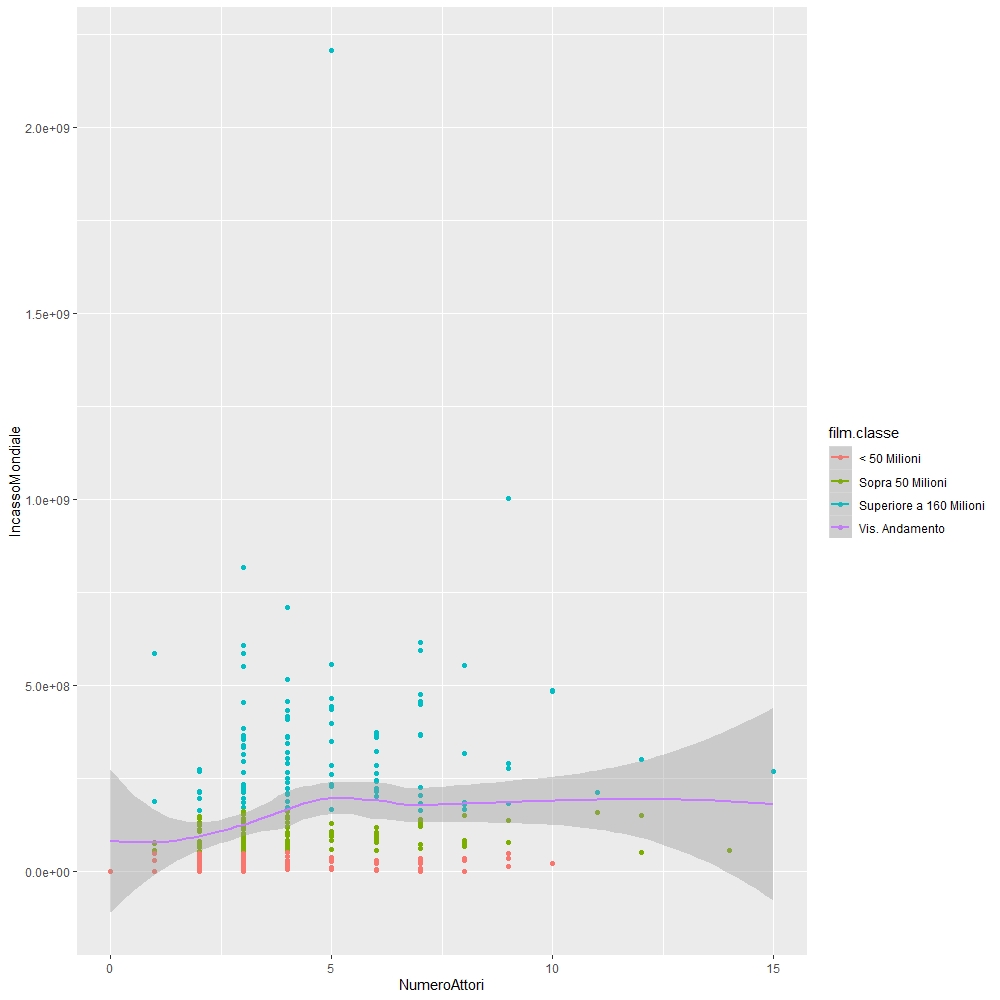 2.0e+09
1.5e+09
1.0e+09
5.0e+08
0.0e+00
IncassoMondiale
0 5 10 15
NumeroAttori
film.classe
< 50 Milioni
Sopra 50 Milioni
Superiore a 160 Milioni
Vis. Andamento